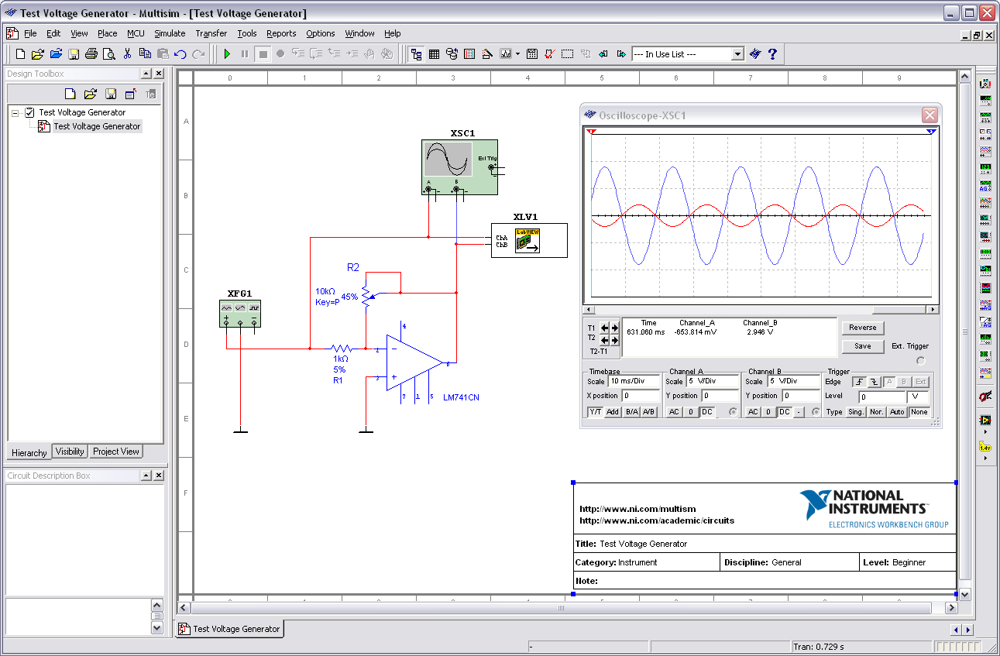 Test Voltage Generator - Multisim - [Test Voltage Generator]
File Edit View Place MCU Simulate Transfer Tools Reports Options Window Help
--- In Use List ---
Design Toolbox
Test Voltage Generator
Test Voltage Generator
Hierarchy Visibility Project View
Circuit Description Box
0 1 2 3 4 5 6 7 8 9
A
B
C
D
E
F
XSC1
Ext Trig
A B
XLV1
ChA
ChB
LabVIEW
R2
10kΩ
Key=P
45%
XFG1
1kΩ
5%
R1
4
2
3
6
7 1 5
LM741CN
Oscilloscope-XSC1
T1
T2
T2-T1
Time Channel_A Channel_B
631.060 ms -653.814 mV 2.946 V
Reverse
Save
Ext. Trigger
Timebase
Scale 10 ms/Div
X position 0
Y/T Add B/A A/B
Channel A
Scale 5 V/Div
Y position 0
AC 0 DC
Channel B
Scale 5 V/Div
Y position 0
AC 0 DC -
Trigger
Edge A B Ext
Level 0 V
Type Sing. Nor. Auto None
http://www.ni.com/multism
http://www.ni.com/academic/circuits
NATIONAL
INSTRUMENTS™
ELECTRONICS WORKBENCH GROUP
Title: Test Voltage Generator
Category: Instrument Discipline: General Level: Beginner
Note:
Test Voltage Generator
- Tran: 0.729 s
AG
AG
AG
1.4v